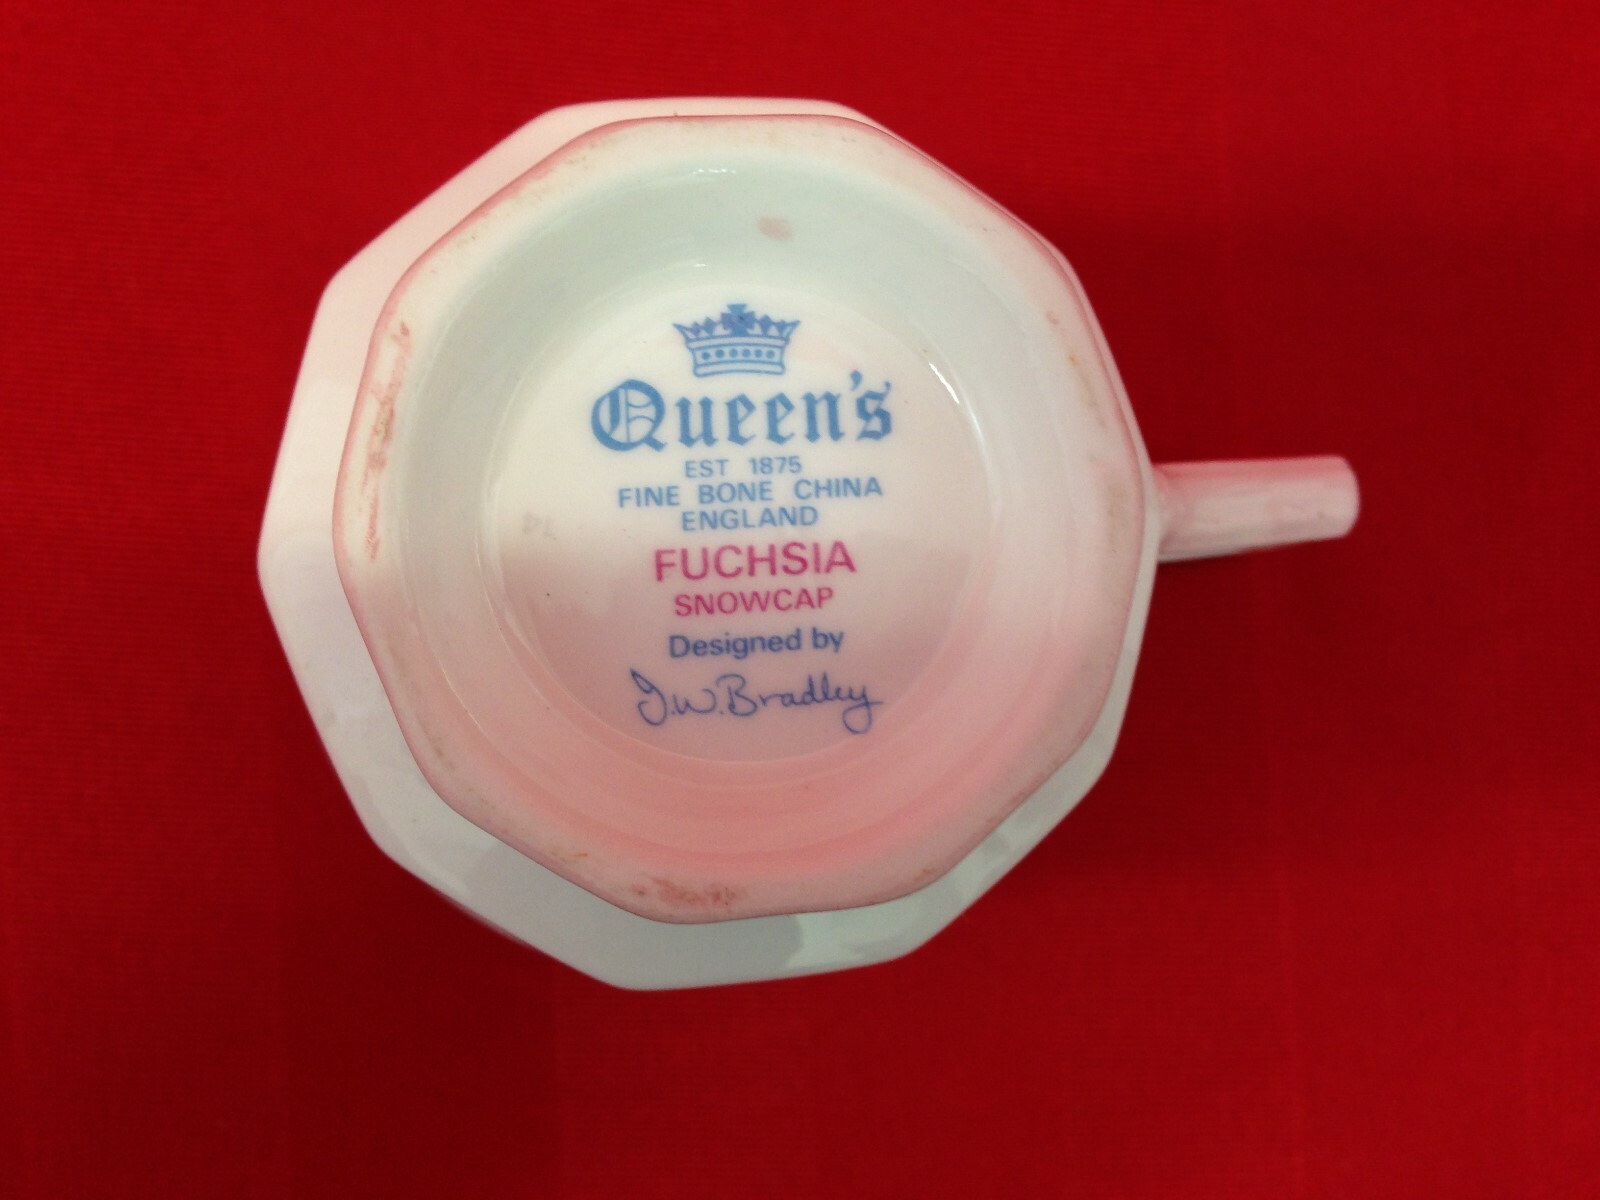 Queen's
EST 1875
FINE BONE CHINA
ENGLAND
FUCHSIA
SNOWCAP
Designed by
J.W.Bradley